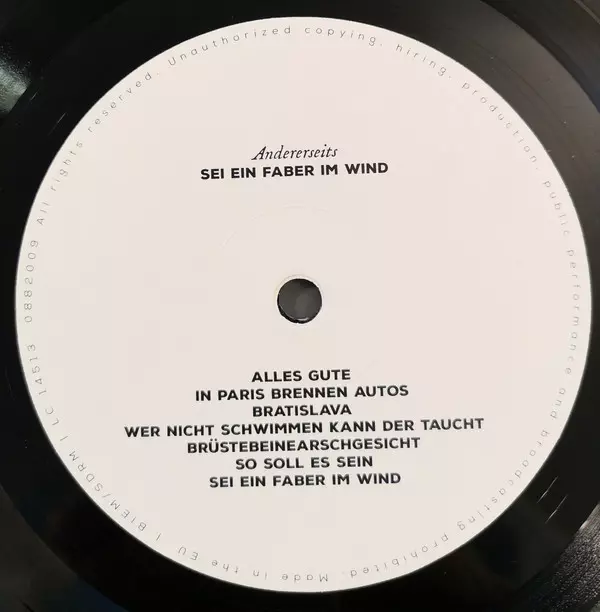 Andererseits
SEI EIN FABER IM WIND
ALLES GUTE
IN PARIS BRENNEN AUTOS
BRATISLAVA
WER NICHT SCHWIMMEN KANN DER TAUCHT
BRÜSTEBEINEARSCHGESICHT
SO SOLL ES SEIN
SEI EIN FABER IM WIND
Made in the EU | BIEM/SDRM | LC 14513 0882009 All rights reserved. Unauthorized copying, hiring, production, public performance and broadcasting prohibited.